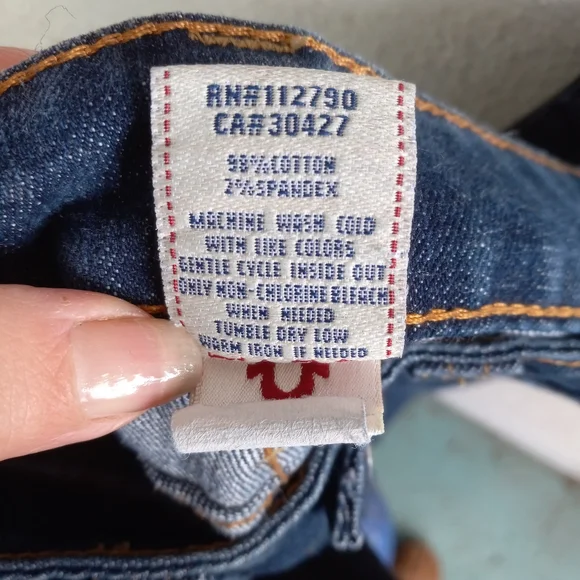 RN#112790
CA#30427
98%COTTON
2%SPANDEX
MACHINE WASH COLD
WITH LIKE COLORS
GENTLE CYCLE INSIDE OUT
ONLY NON-CHLORINE BLEACH
WHEN NEEDED
TUMBLE DRY LOW
WARM IRON IF NEEDED